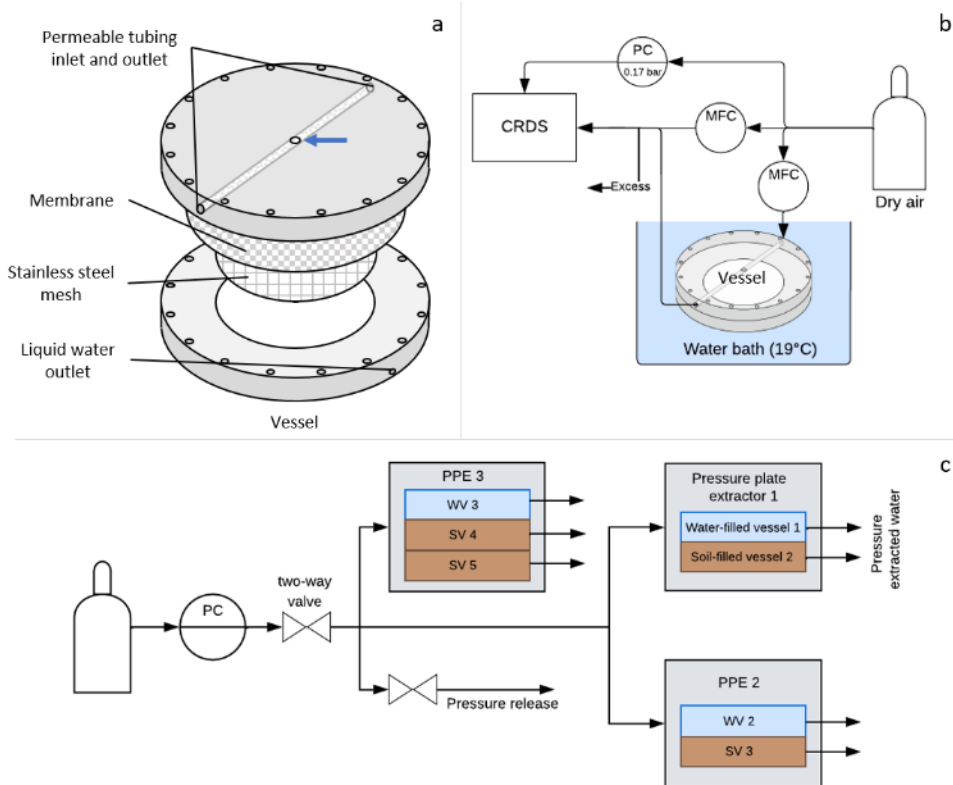 a
Permeable tubing
inlet and outlet
Membrane
Stainless steel
mesh
Liquid water
outlet
Vessel
b
PC
0.17 bar
CRDS
MFC
MFC
Excess
Dry air
Vessel
Water bath (19°C)
c
PPE 3
WV 3
SV 4
SV 5
Pressure plate
extractor 1
Water-filled vessel 1
Soil-filled vessel 2
Pressure
extracted water
two-way
valve
PC
Pressure release
PPE 2
WV 2
SV 3